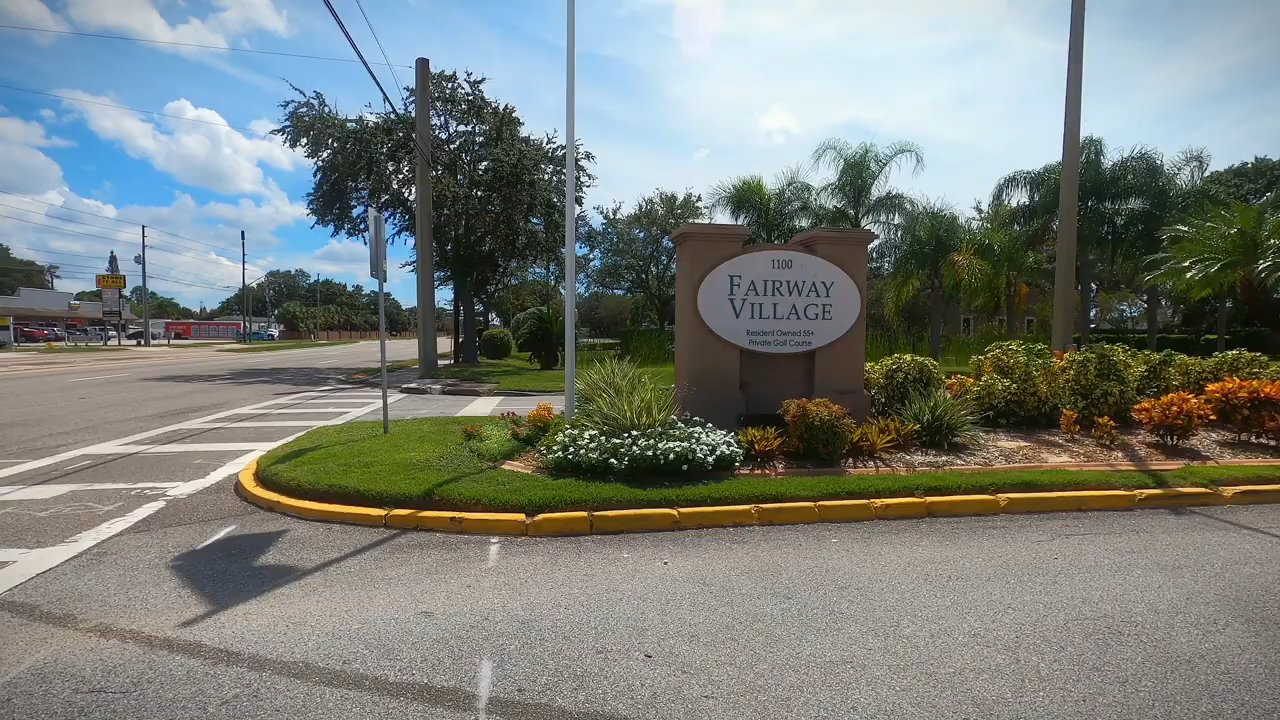 1100
FAIRWAY
VILLAGE
Resident Owned 55+
Private Golf Course